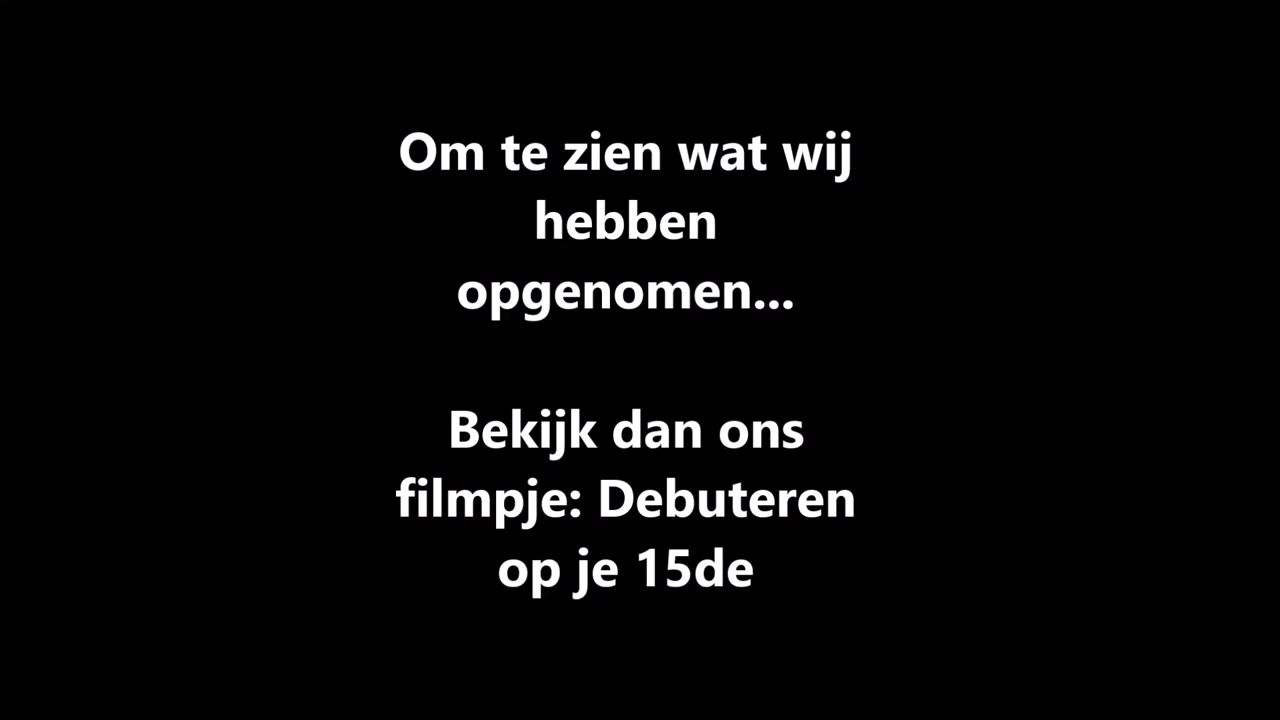 Om te zien wat wij
hebben
opgenomen...
Bekijk dan ons
filmpje: Debuteren
op je 15de